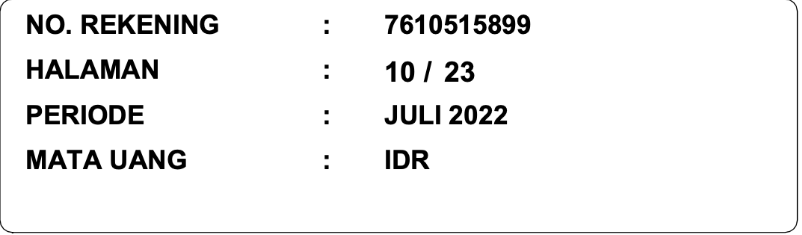 NO. REKENING : 7610515899
HALAMAN : 10 / 23
PERIODE : JULI 2022
MATA UANG : IDR